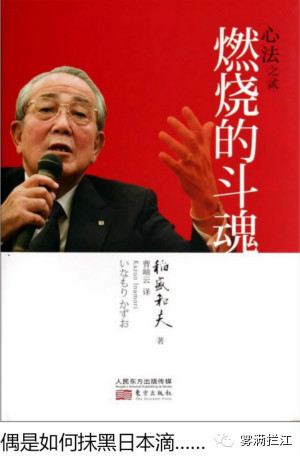 心法之贰
燃烧的斗魂
稻盛和夫 著
曹岫云 译
Kazuo Inamori
いなもり かずお
人民东方出版传媒
东方出版社
偶是如何抹黑日本滴......
雾满拦江